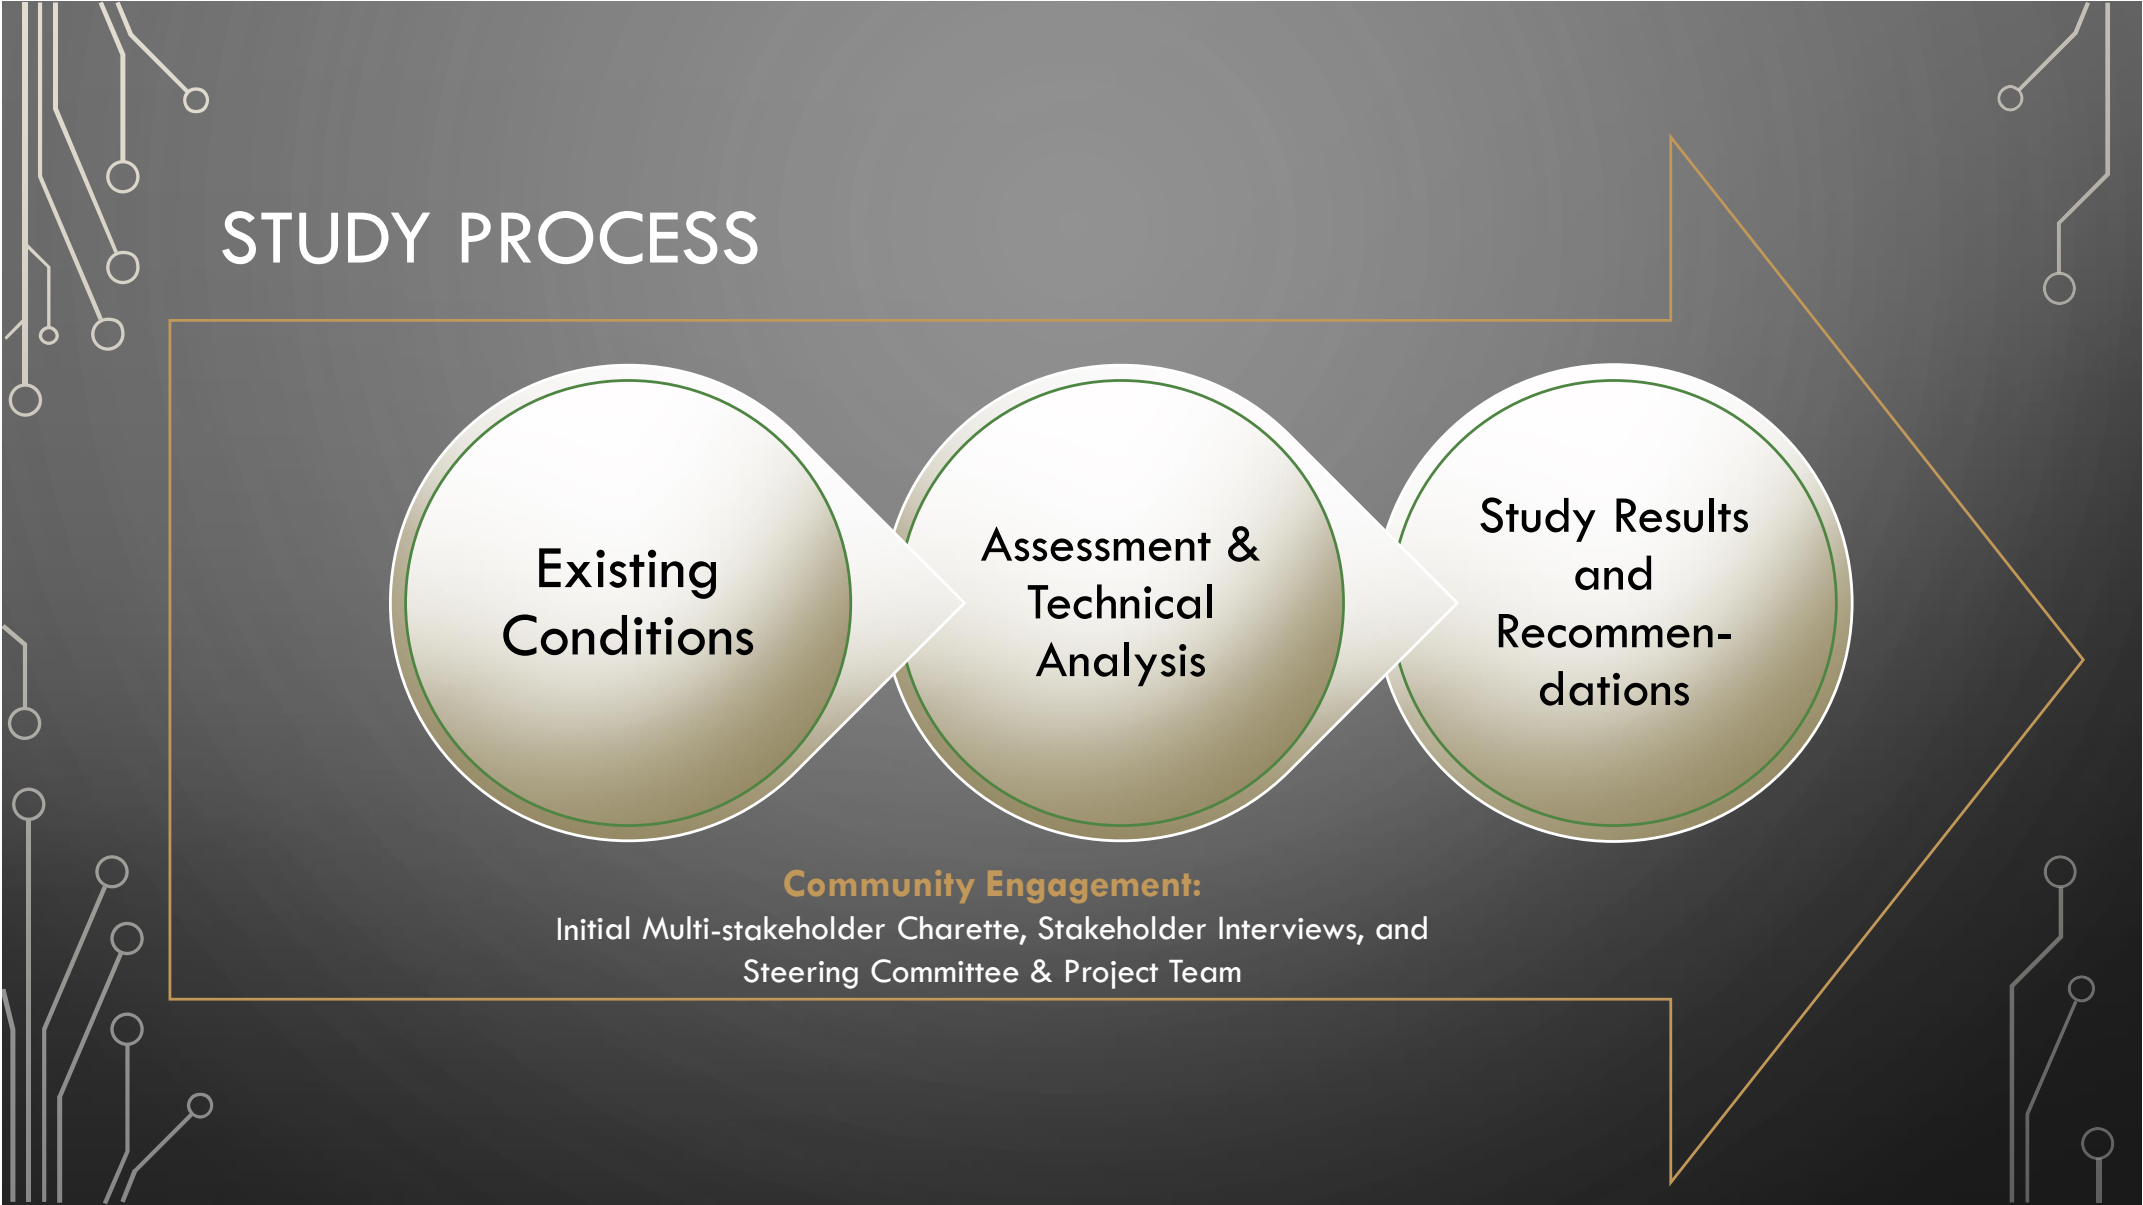 STUDY PROCESS
Existing
Conditions
Assessment &
Technical
Analysis
Study Results
and
Recommen-
dations
Community Engagement:
Initial Multi-stakeholder Charette, Stakeholder Interviews, and
Steering Committee & Project Team